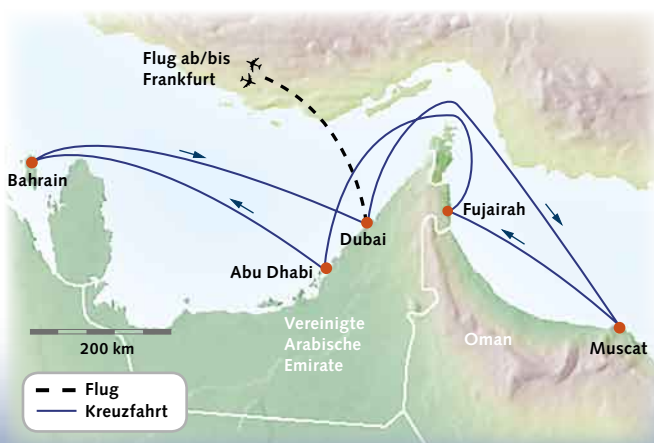 Flug ab/bis
Frankfurt
Bahrain
Fujairah
Dubai
Abu Dhabi
Vereinigte
Arabische
Emirate
Oman
Muscat
200 km
Flug
Kreuzfahrt